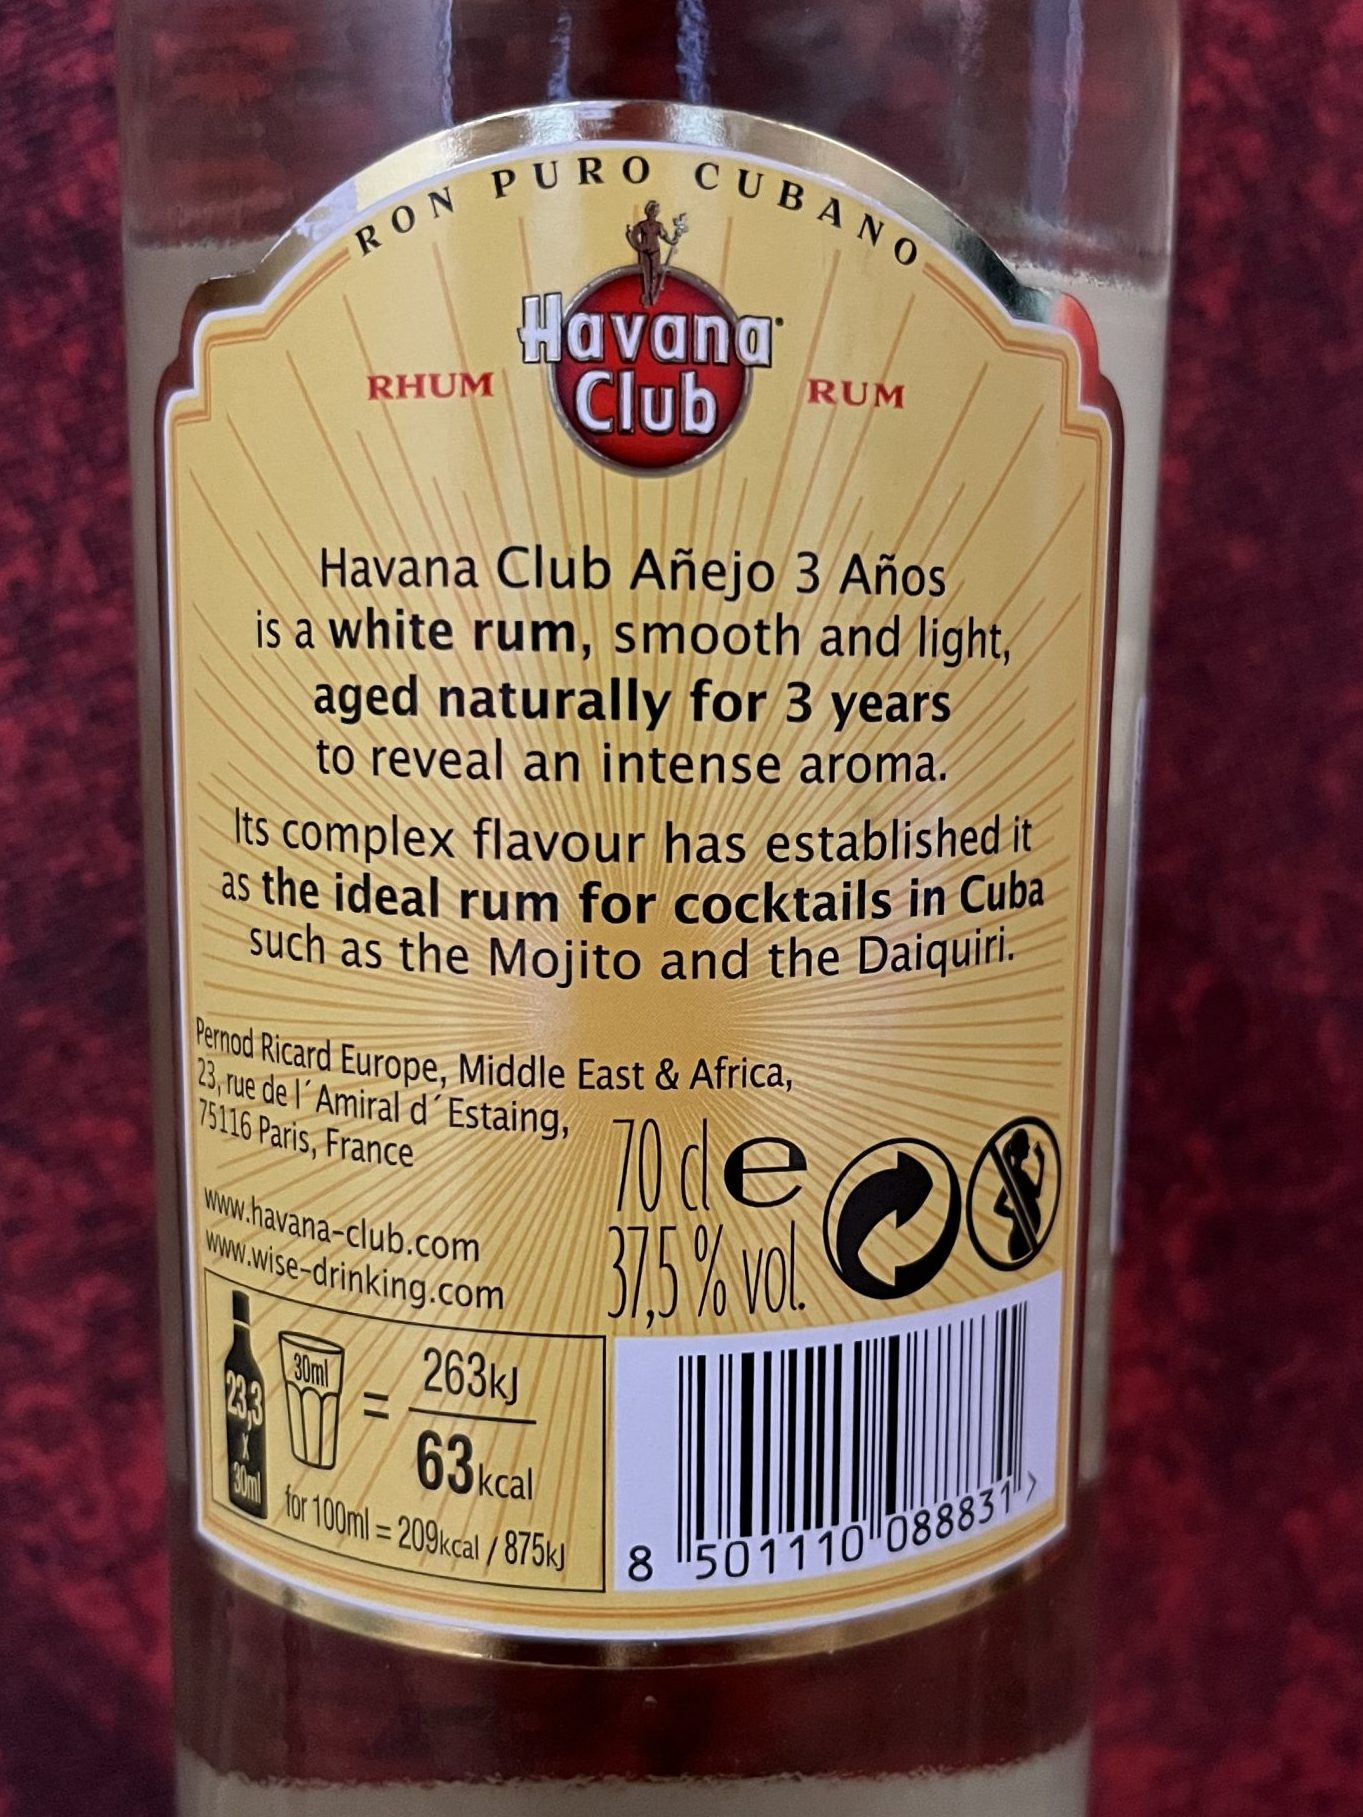 RON PURO CUBANO
Havana
Club
RHUM
RUM
Havana Club Añejo 3 Años
is a white rum, smooth and light,
aged naturally for 3 years
to reveal an intense aroma.
Its complex flavour has established it
as the ideal rum for cocktails in Cuba
such as the Mojito and the Daiquiri.
Pernod Ricard Europe, Middle East & Africa,
23, rue de l´Amiral d´Estaing,
75116 Paris, France
www.havana-club.com
www.wise-drinking.com
70 cl e
37,5 % vol.
23,3
x
30ml
30ml
=
263kJ
63kcal
for 100ml = 209kcal / 875kJ
8 501110 088831 >